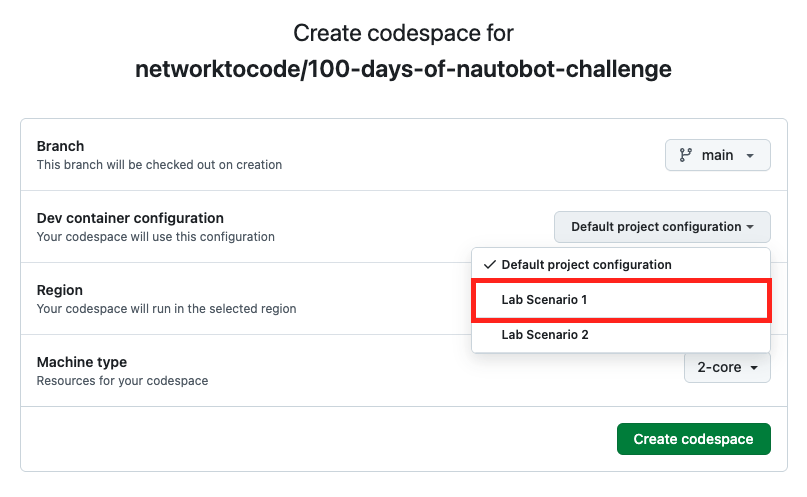 Create codespace for
networktocode/100-days-of-nautobot-challenge
Branch
This branch will be checked out on creation
main
Dev container configuration
Your codespace will use this configuration
Default project configuration
Default project configuration
Lab Scenario 1
Lab Scenario 2
Region
Your codespace will run in the selected region
Machine type
Resources for your codespace
2-core
Create codespace